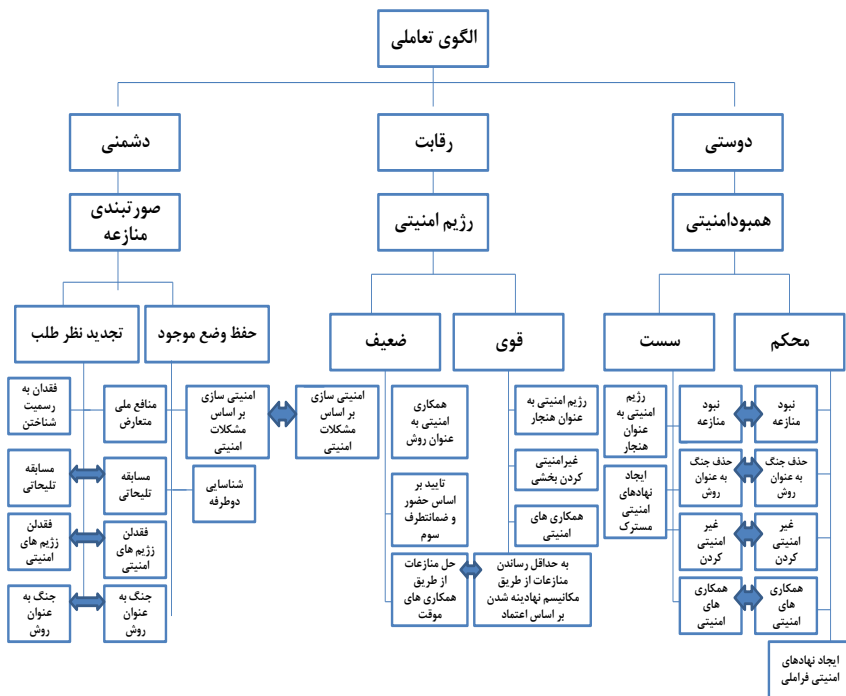 الگوی تعاملی
دوستی
رقابت
دشمنی
همبودامنیتی
رژیم امنیتی
صورتبندی
منازعه
محکم
سست
قوی
ضعیف
حفظ وضع موجود
تجدید نظر طلب
نبود
منازعه
حذف جنگ
به عنوان
روش
غیر
امنیتی
کردن
همکاری
های
امنیتی
ایجاد نهادهای
امنیتی فراملی
نبود
منازعه
حذف جنگ
به عنوان
روش
غیر
امنیتی
کردن
همکاری
های
امنیتی
رژیم
امنیتی به
عنوان
هنجار
ایجاد
نهادهای
امنیتی
مسترک
رژیم امنیتی به
عنوان هنجار
غیرامنیتی
کردن بخشی
همکاری های
امنیتی
به حداقل رساندن
منازعات از طریق
مکانیسم نهادینه شدن
بر اساس اعتماد
همکاری
امنیتی به
عنوان روش
تایید بر
اساس حضور
و ضمانتطرف
سوم
حل منازعات
از طریق
همکاری های
موقت
امنیتی سازی
بر اساس
مشکلات
امنیتی
امنیتی سازی
بر اساس
مشکلات
امنیتی
شناسایی
دوطرفه
منافع ملی
متعارض
مسابقه
تلیحاتی
فقدلن
رزیم های
امنیتی
جنگ به
عنوان
روش
فقدان به
رسمیت
شناختن
مسابقه
تلیحاتی
فقدلن
ززیم های
امنیتی
جنگ به
عنوان
روش